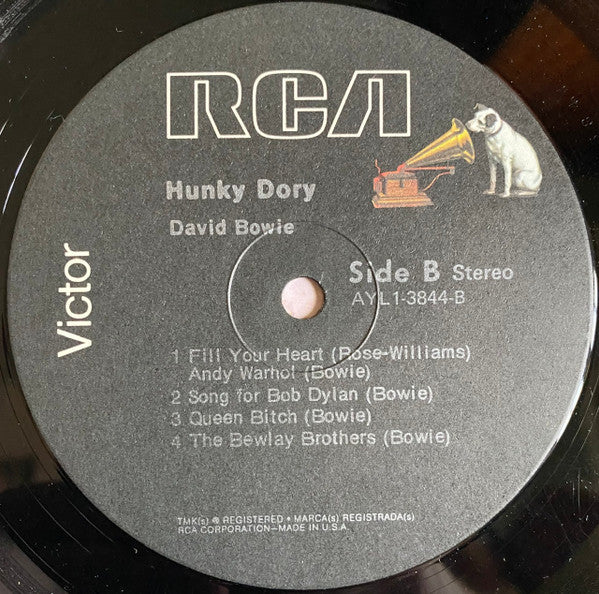 RCA
Hunky Dory
David Bowie
Victor
Side B Stereo
AYL1-3844-B
1 Fill Your Heart (Rose-Williams)
Andy Warhol (Bowie)
2 Song for Bob Dylan (Bowie)
3 Queen Bitch (Bowie)
4 The Bewlay Brothers (Bowie)
TMK(s) ® REGISTERED • MARCA(s) REGISTRADA(s)
RCA CORPORATION—MADE IN U.S.A.